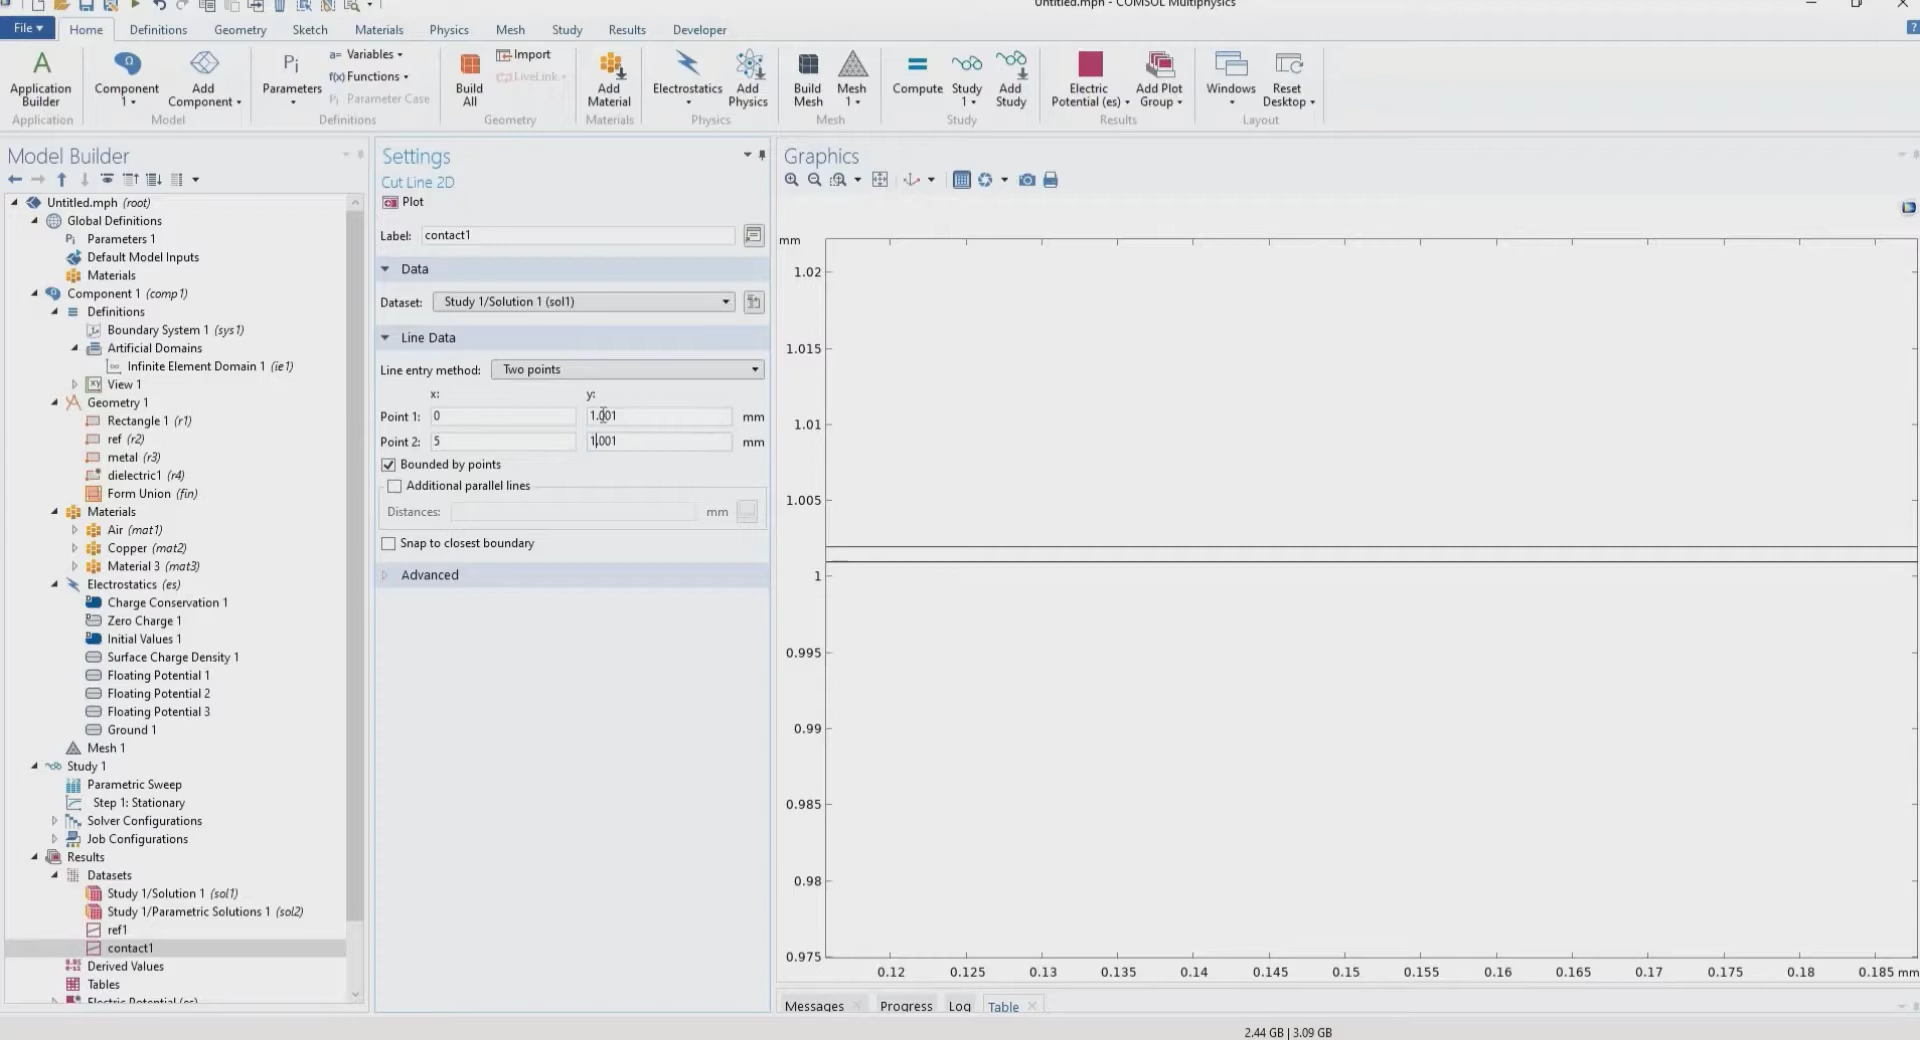 Untitled.mph - COMSOL Multiphysics
File Home Definitions Geometry Sketch Materials Physics Mesh Study Results Developer
Application Builder
Application
Component 1
Add Component
Model
Pi Parameters
a= Variables
f(x) Functions
Pi Parameter Case
Definitions
Build All
Import
LiveLink
Geometry
Add Material
Materials
Electrostatics
Add Physics
Physics
Build Mesh
Mesh 1
Mesh
Compute
Study 1
Add Study
Study
Electric Potential (es)
Add Plot Group
Results
Windows
Reset Desktop
Layout
Model Builder
Untitled.mph (root)
Global Definitions
Pi Parameters 1
Default Model Inputs
Materials
Component 1 (comp1)
Definitions
Boundary System 1 (sys1)
Artificial Domains
Infinite Element Domain 1 (ie1)
View 1
Geometry 1
Rectangle 1 (r1)
ref (r2)
metal (r3)
dielectric1 (r4)
Form Union (fin)
Materials
Air (mat1)
Copper (mat2)
Material 3 (mat3)
Electrostatics (es)
Charge Conservation 1
Zero Charge 1
Initial Values 1
Surface Charge Density 1
Floating Potential 1
Floating Potential 2
Floating Potential 3
Ground 1
Mesh 1
Study 1
Parametric Sweep
Step 1: Stationary
Solver Configurations
Job Configurations
Results
Datasets
Study 1/Solution 1 (sol1)
Study 1/Parametric Solutions 1 (sol2)
ref1
contact1
Derived Values
Tables
Electric Potential (es)
Settings
Cut Line 2D
Plot
Label: contact1
Data
Dataset: Study 1/Solution 1 (sol1)
Line Data
Line entry method: Two points
x: y:
Point 1: 0 1.001 mm
Point 2: 5 1.001 mm
Bounded by points
Additional parallel lines
Distances: mm
Snap to closest boundary
Advanced
Graphics
mm
1.02
1.015
1.01
1.005
1
0.995
0.99
0.985
0.98
0.975
0.12 0.125 0.13 0.135 0.14 0.145 0.15 0.155 0.16 0.165 0.17 0.175 0.18 0.185 mm
Messages Progress Log Table
2.44 GB | 3.09 GB